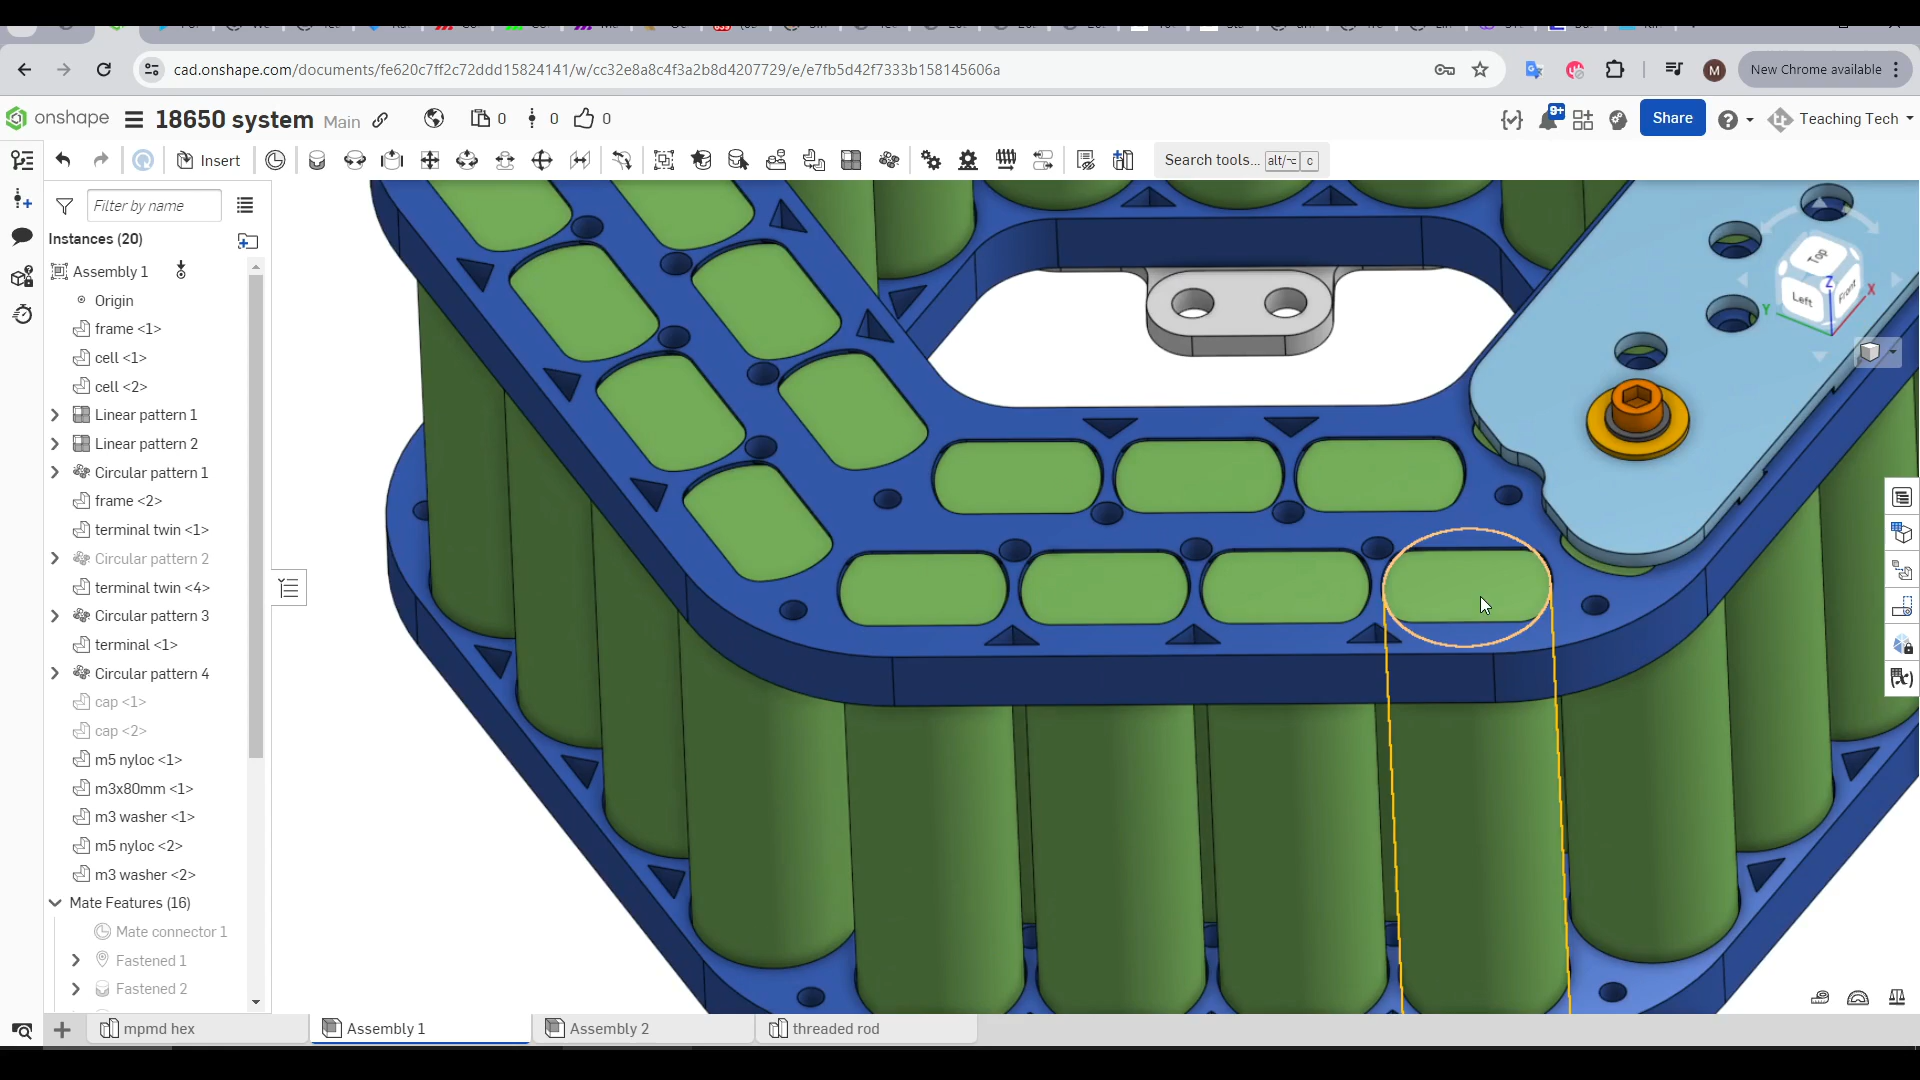 cad.onshape.com/documents/fe620c7ff2c72ddd15824141/w/cc32e8a8c4f3a2b8d4207729/e/e7fb5d42f7333b158145606a
M
New Chrome available
onshape
18650 system
Main
0
0
0
9+
Share
Teaching Tech
Insert
Search tools... alt/⌥ c
Filter by name
Instances (20)
Assembly 1
Origin
frame <1>
cell <1>
cell <2>
Linear pattern 1
Linear pattern 2
Circular pattern 1
frame <2>
terminal twin <1>
Circular pattern 2
terminal twin <4>
Circular pattern 3
terminal <1>
Circular pattern 4
cap <1>
cap <2>
m5 nyloc <1>
m3x80mm <1>
m3 washer <1>
m5 nyloc <2>
m3 washer <2>
Mate Features (16)
Mate connector 1
Fastened 1
Fastened 2
Top
Left
Front
Z
X
Y
mpmd hex
Assembly 1
Assembly 2
threaded rod